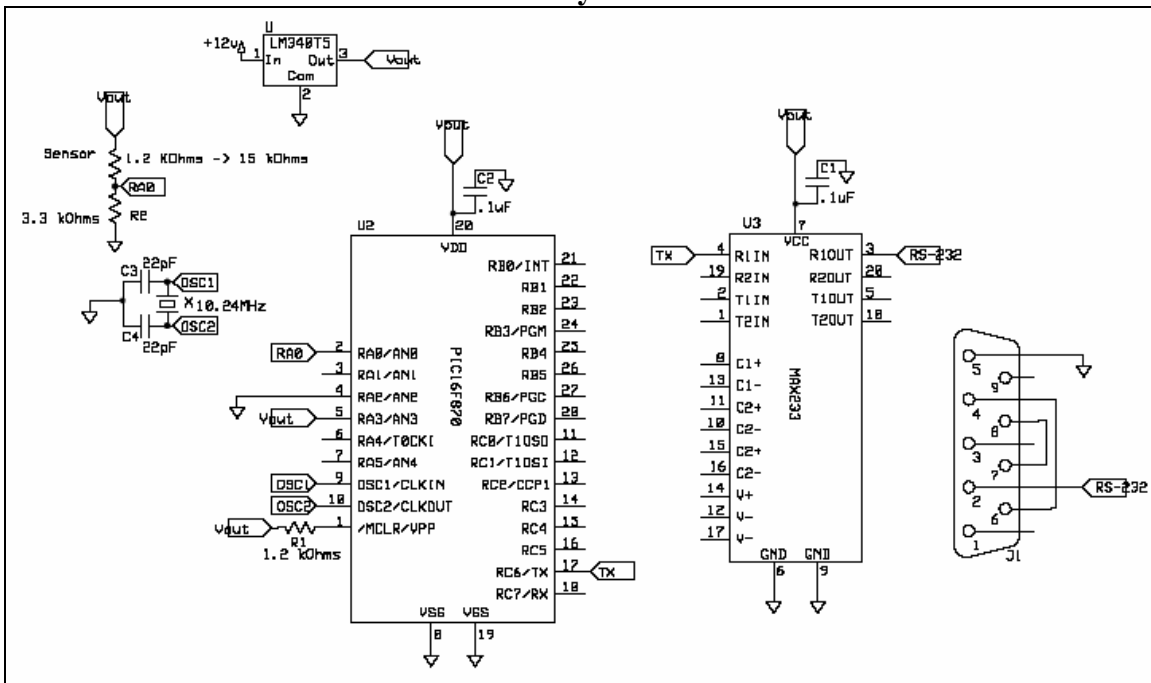 U
LM340T5
+12v
1
In
Out
3
Vout
Com
2
Vout
Sensor
1.2 KOhms -> 15 kOhms
RA0
3.3 kOhms
R2
C3
22pF
OSC1
X
10.24MHz
OSC2
C4
22pF
Vout
C2
.1uF
20
U2
VDD
PIC16F870
RA0
2
RA0/AN0
3
RA1/AN1
4
RA2/AN2
Vout
5
RA3/AN3
6
RA4/T0CKI
7
RA5/AN4
OSC1
9
OSC1/CLKIN
OSC2
10
OSC2/CLKOUT
Vout
R1
1.2 kOhms
1
/MCLR/VPP
RB0/INT
21
RB1
22
RB2
23
RB3/PGM
24
RB4
25
RB5
26
RB6/PGC
27
RB7/PGD
28
RC0/T1OSO
11
RC1/T1OSI
12
RC2/CCP1
13
RC3
14
RC4
15
RC5
16
RC6/TX
17
TX
RC7/RX
18
VSS
VSS
8
19
Vout
C1
.1uF
7
U3
VCC
MAX233
TX
4
R1IN
19
R2IN
2
T1IN
1
T2IN
8
C1+
13
C1-
11
C2+
10
C2-
15
C2+
16
C2-
14
V+
12
V-
17
V-
R1OUT
3
RS-232
R2OUT
20
T1OUT
5
T2OUT
18
GND
GND
6
9
5
9
4
8
3
7
2
RS-232
6
1
J1